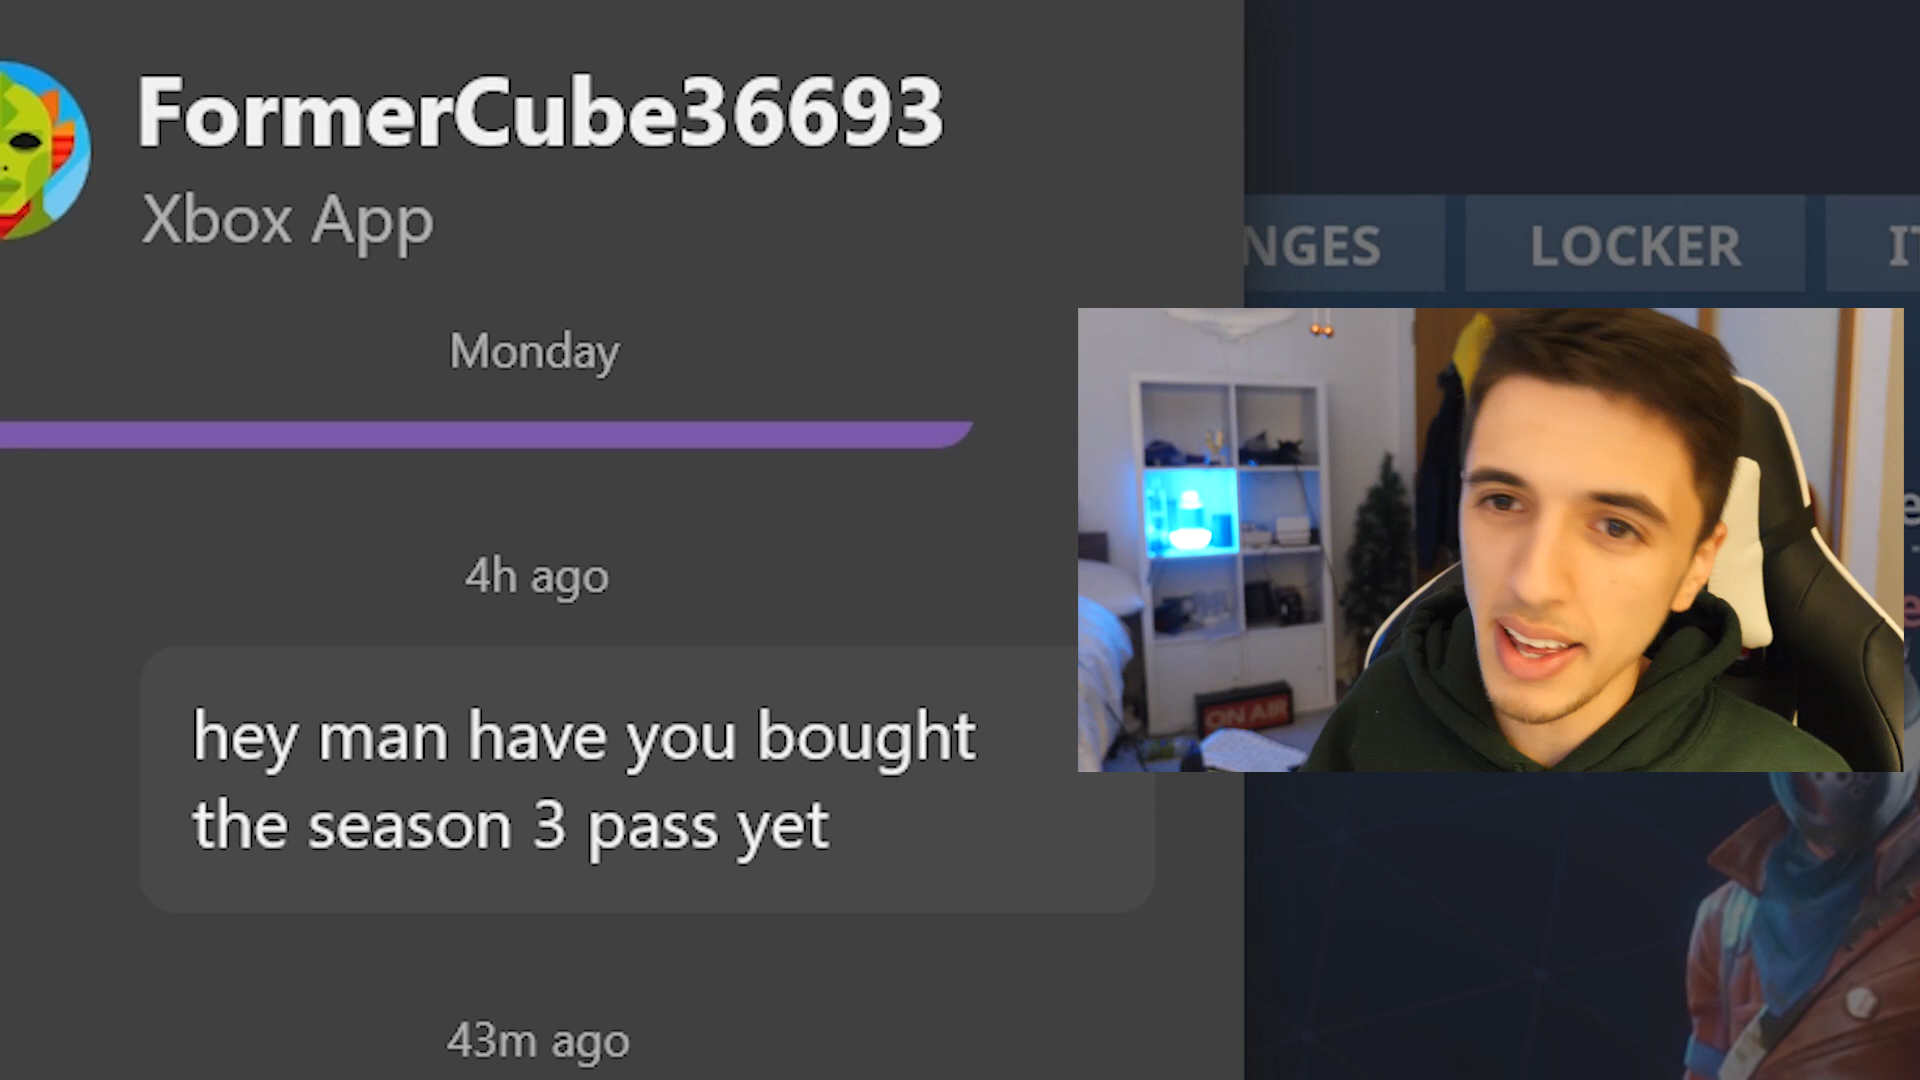 FormerCube36693
Xbox App
Monday
4h ago
hey man have you bought
the season 3 pass yet
43m ago
NGES
LOCKER
IT
ON AIR